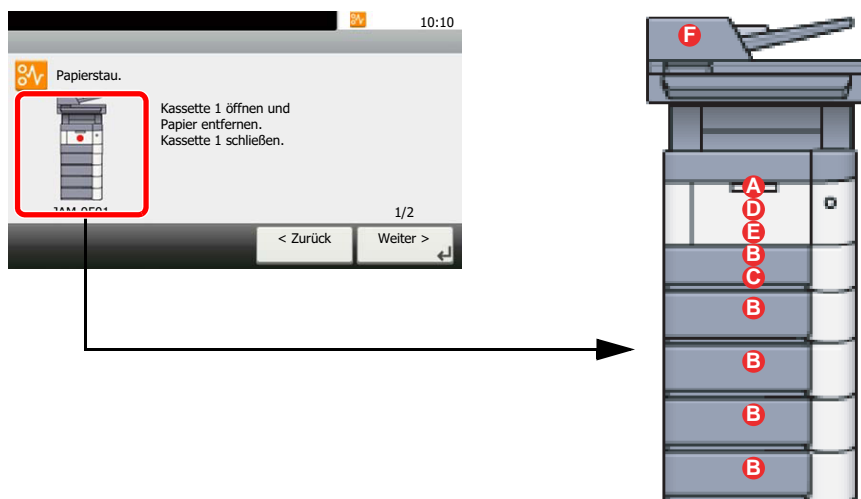 10:10
Papierstau.
Kassette 1 öffnen und
Papier entfernen.
Kassette 1 schließen.
1/2
< Zurück
Weiter >
F
A
D
E
B
C
B
B
B
B